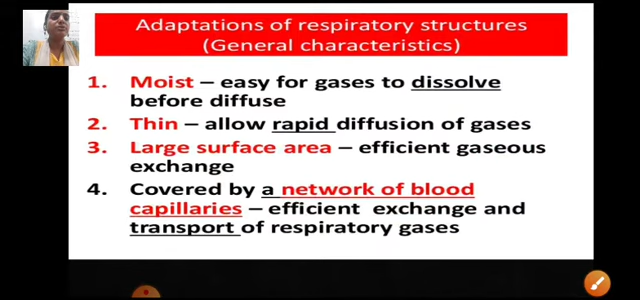 Adaptations of respiratory structures
(General characteristics)
1. Moist – easy for gases to dissolve
before diffuse
2. Thin – allow rapid diffusion of gases
3. Large surface area – efficient gaseous
exchange
4. Covered by a network of blood
capillaries – efficient exchange and
transport of respiratory gases